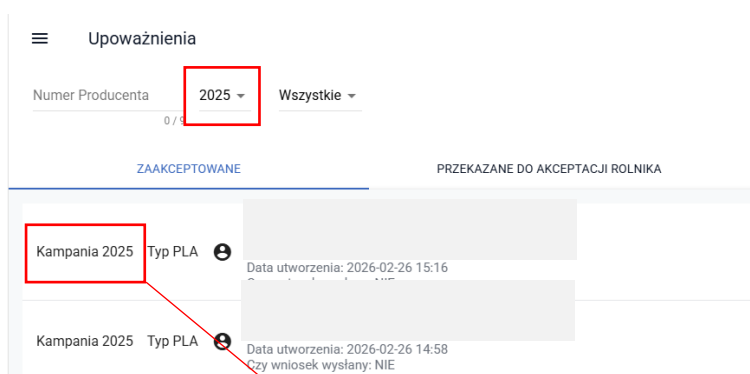 Upoważnienia
Numer Producenta 2025 Wszystkie
0 / 9
ZAAKCEPTOWANE PRZEKAZANE DO AKCEPTACJI ROLNIKA
Kampania 2025 Typ PLA
Data utworzenia: 2026-02-26 15:16
NIE
Kampania 2025 Typ PLA
Data utworzenia: 2026-02-26 14:58
Czy wniosek wysłany: NIE